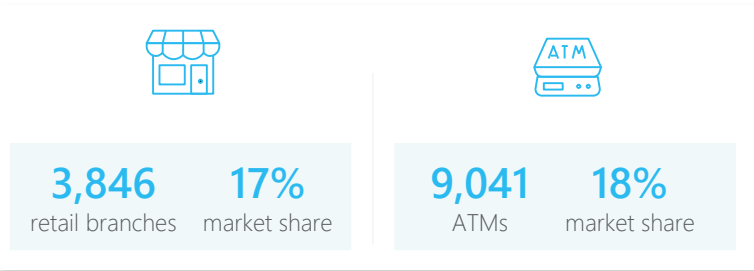 3,846 17%
retail branches market share
ATM
9,041 18%
ATMs market share